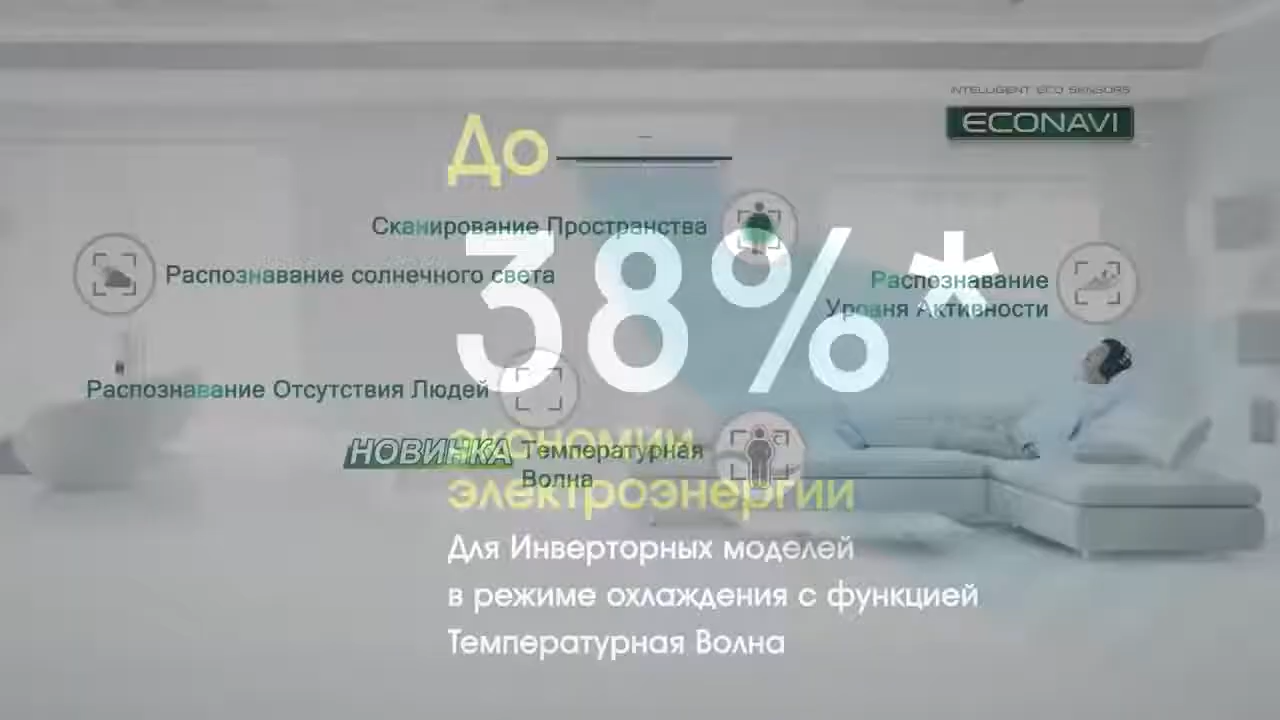 INTELLIGENT ECO SENSORS
ECONAVI
До
Сканирование Пространства
38%*
Распознавание солнечного света
Распознавание
Уровня Активности
Распознавание Отсутствия Людей
экономии
НОВИНКА Температурная
Волна
электроэнергии
Для Инверторных моделей
в режиме охлаждения с функцией
Температурная Волна